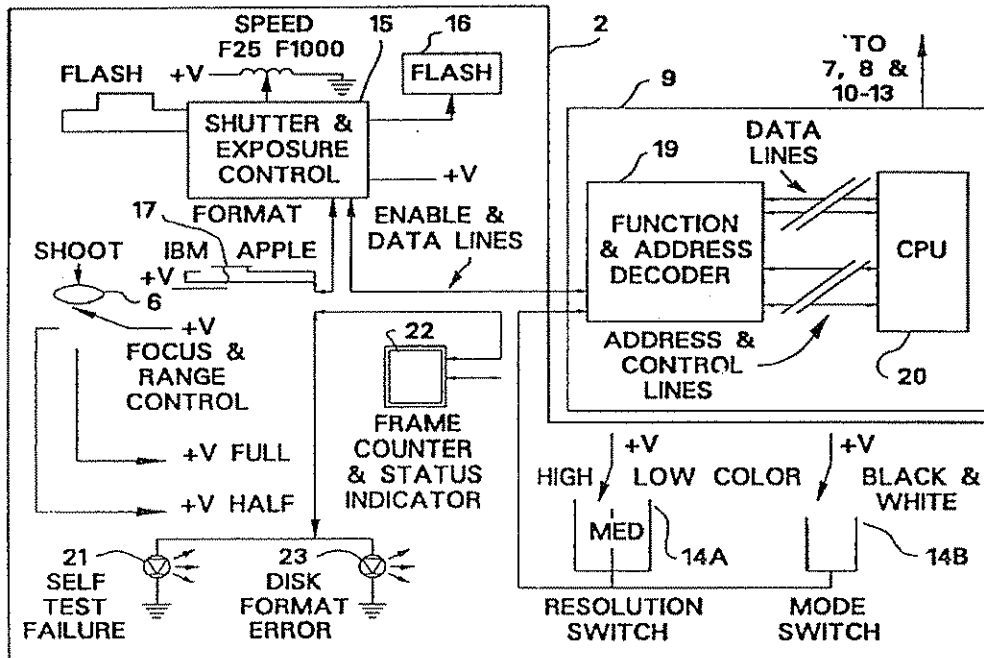 SPEED
F25 F1000
15
16
2
FLASH
+V
FLASH
TO
7, 8 &
10-13
9
SHUTTER &
EXPOSURE
CONTROL
DATA
LINES
19
+V
FORMAT
17
ENABLE &
DATA LINES
FUNCTION
& ADDRESS
DECODER
CPU
SHOOT
IBM APPLE
+V
6
+V
FOCUS &
RANGE
CONTROL
22
ADDRESS &
CONTROL
LINES
20
FRAME
COUNTER
& STATUS
INDICATOR
+V FULL
+V HALF
+V
+V
HIGH LOW COLOR BLACK &
WHITE
MED
14A
14B
21
SELF
TEST
FAILURE
23
DISK
FORMAT
ERROR
RESOLUTION
SWITCH
MODE
SWITCH